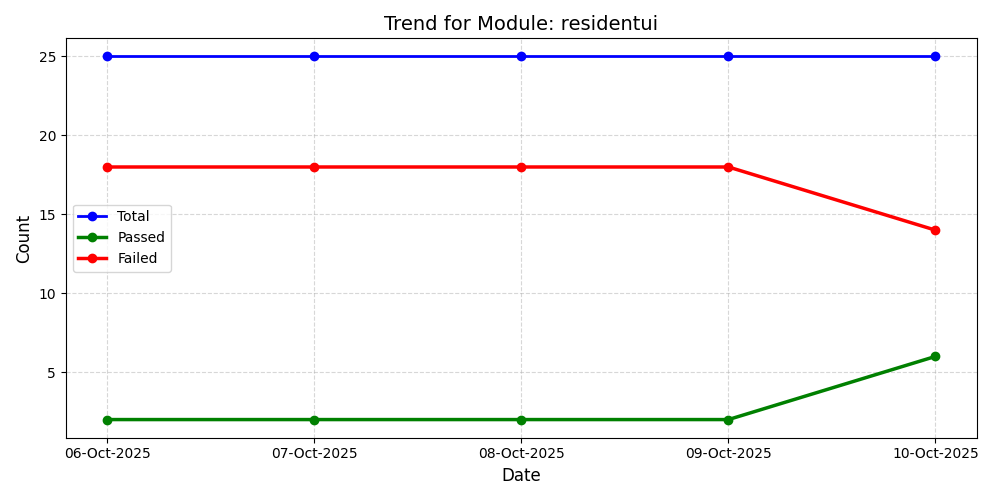 Trend for Module: residentui
Count
25
20
15
10
5
Total
Passed
Failed
06-Oct-2025
07-Oct-2025
08-Oct-2025
09-Oct-2025
10-Oct-2025
Date